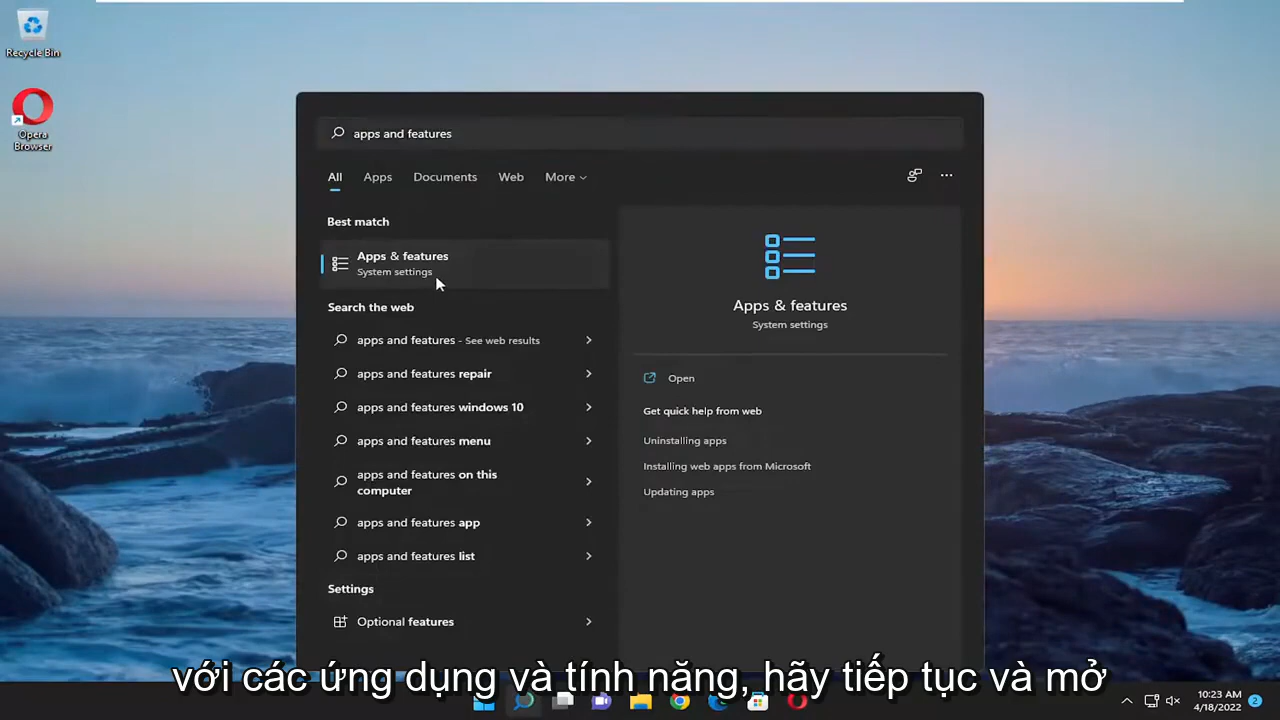 Recycle Bin
Opera
Browser
apps and features
All
Apps
Documents
Web
More
Best match
Apps & features
System settings
Search the web
apps and features - See web results
apps and features repair
apps and features windows 10
apps and features menu
apps and features on this
computer
apps and features app
apps and features list
Settings
Optional features
Apps & features
System settings
Open
Get quick help from web
Uninstalling apps
Installing web apps from Microsoft
Updating apps
với các ứng dụng và tính năng, hãy tiếp tục và mở
10:23 AM
4/18/2022
2